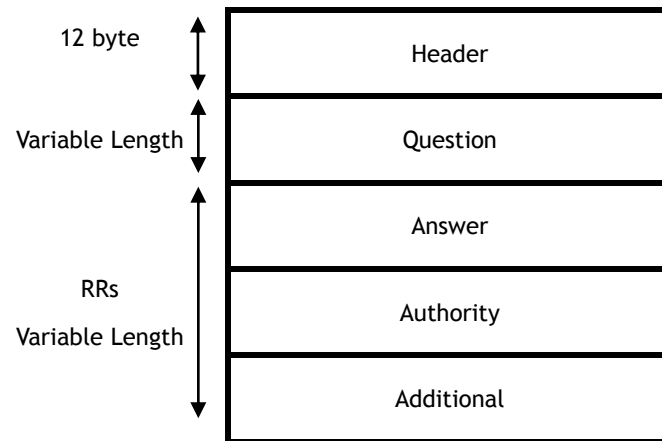 12 byte
Header
Variable Length
Question
Answer
RRs
Variable Length
Authority
Additional